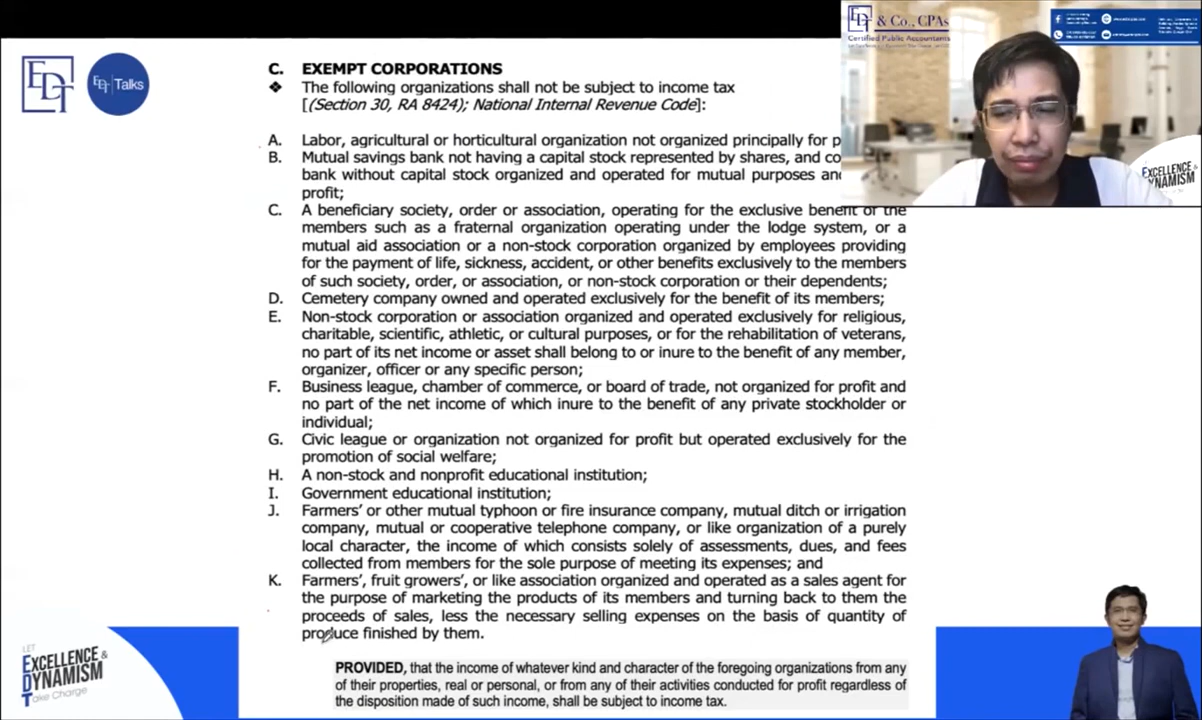 EDT
EDT Talks
EDT & Co., CPAs
Certified Public Accountants
EXCELLENCE &
DYNAMISM
C. EXEMPT CORPORATIONS
❖ The following organizations shall not be subject to income tax
[(Section 30, RA 8424); National Internal Revenue Code]:
A. Labor, agricultural or horticultural organization not organized principally for p
B. Mutual savings bank not having a capital stock represented by shares, and co
bank without capital stock organized and operated for mutual purposes and
profit;
C. A beneficiary society, order or association, operating for the exclusive benefit of the
members such as a fraternal organization operating under the lodge system, or a
mutual aid association or a non-stock corporation organized by employees providing
for the payment of life, sickness, accident, or other benefits exclusively to the members
of such society, order, or association, or non-stock corporation or their dependents;
D. Cemetery company owned and operated exclusively for the benefit of its members;
E. Non-stock corporation or association organized and operated exclusively for religious,
charitable, scientific, athletic, or cultural purposes, or for the rehabilitation of veterans,
no part of its net income or asset shall belong to or inure to the benefit of any member,
organizer, officer or any specific person;
F. Business league, chamber of commerce, or board of trade, not organized for profit and
no part of the net income of which inure to the benefit of any private stockholder or
individual;
G. Civic league or organization not organized for profit but operated exclusively for the
promotion of social welfare;
H. A non-stock and nonprofit educational institution;
I. Government educational institution;
J. Farmers' or other mutual typhoon or fire insurance company, mutual ditch or irrigation
company, mutual or cooperative telephone company, or like organization of a purely
local character, the income of which consists solely of assessments, dues, and fees
collected from members for the sole purpose of meeting its expenses; and
K. Farmers', fruit growers', or like association organized and operated as a sales agent for
the purpose of marketing the products of its members and turning back to them the
proceeds of sales, less the necessary selling expenses on the basis of quantity of
produce finished by them.
PROVIDED, that the income of whatever kind and character of the foregoing organizations from any
of their properties, real or personal, or from any of their activities conducted for profit regardless of
the disposition made of such income, shall be subject to income tax.
LET
EXCELLENCE &
DYNAMISM
Take Charge